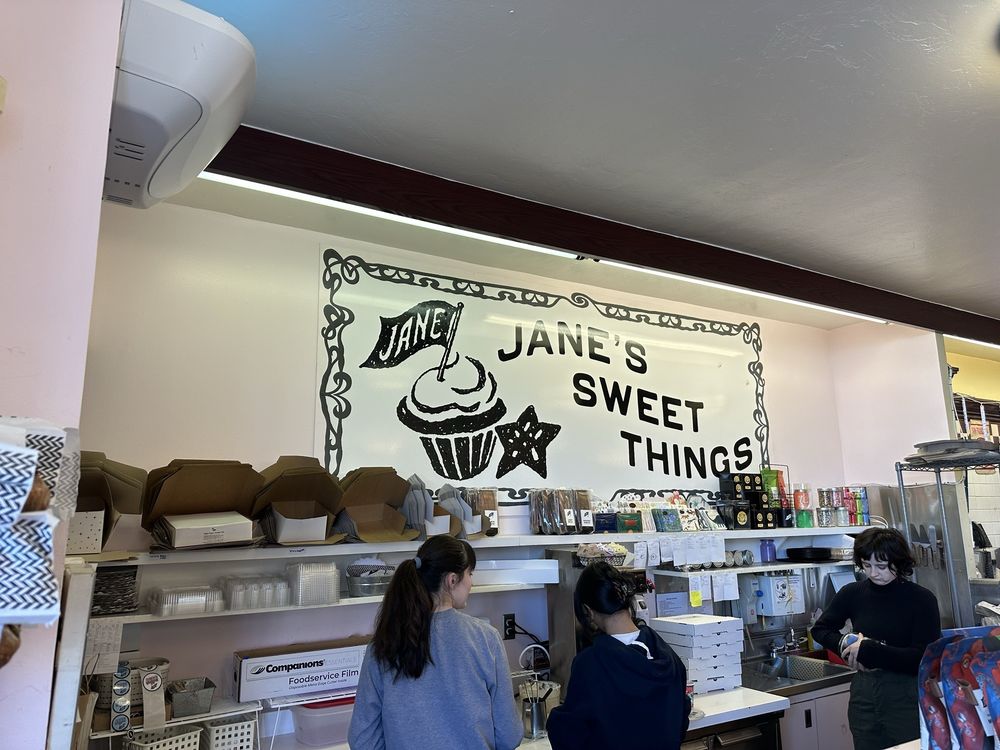 JANE
JANE'S
SWEET
THINGS
Companions
Foodservice Film